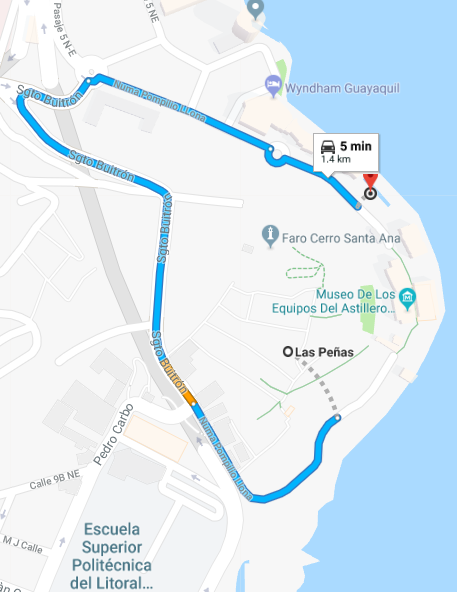 Pasaje 5 N-E
5 N-E
Sgto Buitrón
Numa Pompilio Llona
Wyndham Guayaquil
5 min
1.4 km
Sgto Buitrón
Sgto Buitrón
Faro Cerro Santa Ana
Museo De Los
Equipos Del Astillero...
Las Peñas
Sgto Buitrón
Pedro Carbo
Numa Pompilio Llona
Calle 9B NE
M J Calle
Escuela
Superior
Politécnica
del Litoral...